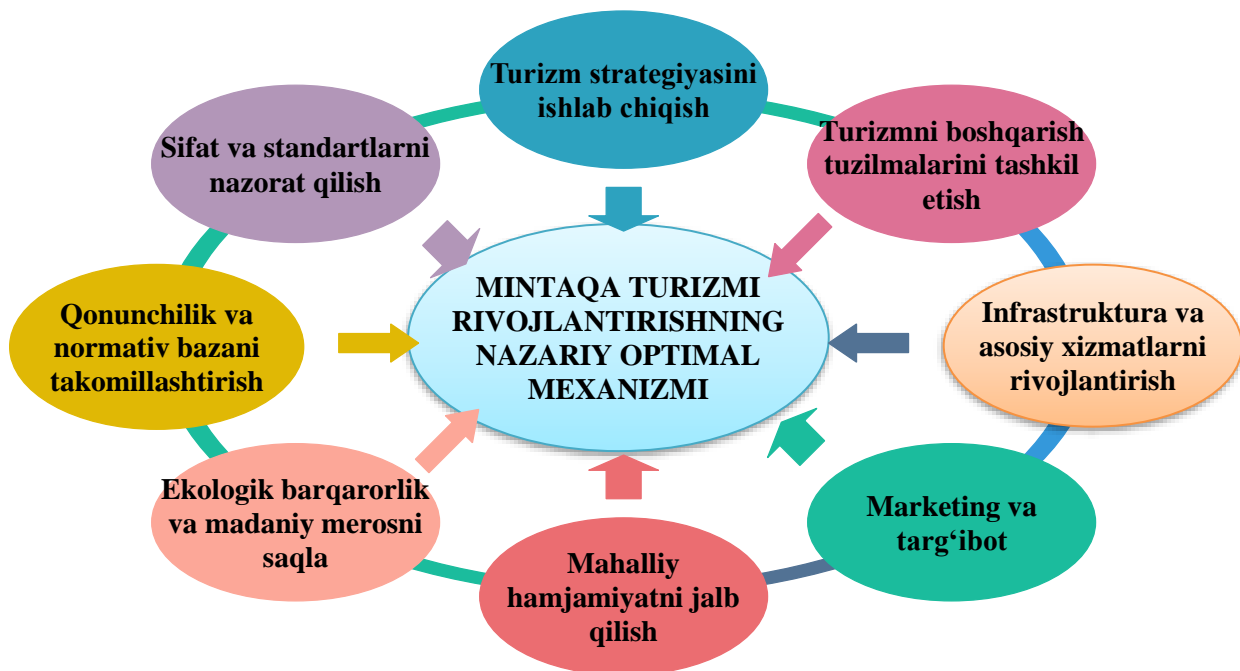 Turizm strategiyasini
ishlab chiqish
Turizmni boshqarish
tuzilmalarini tashkil
etish
Sifat va standartlarni
nazorat qilish
MINTAQA TURIZMI
RIVOJLANTIRISHNING
NAZARIY OPTIMAL
MEXANIZMI
Qonunchilik va
normativ bazani
takomillashtirish
Infrastruktura va
asosiy xizmatlarni
rivojlantirish
Ekologik barqarorlik
va madaniy merosni
saqla
Marketing va
targ‘ibot
Mahalliy
hamjamiyatni jalb
qilish